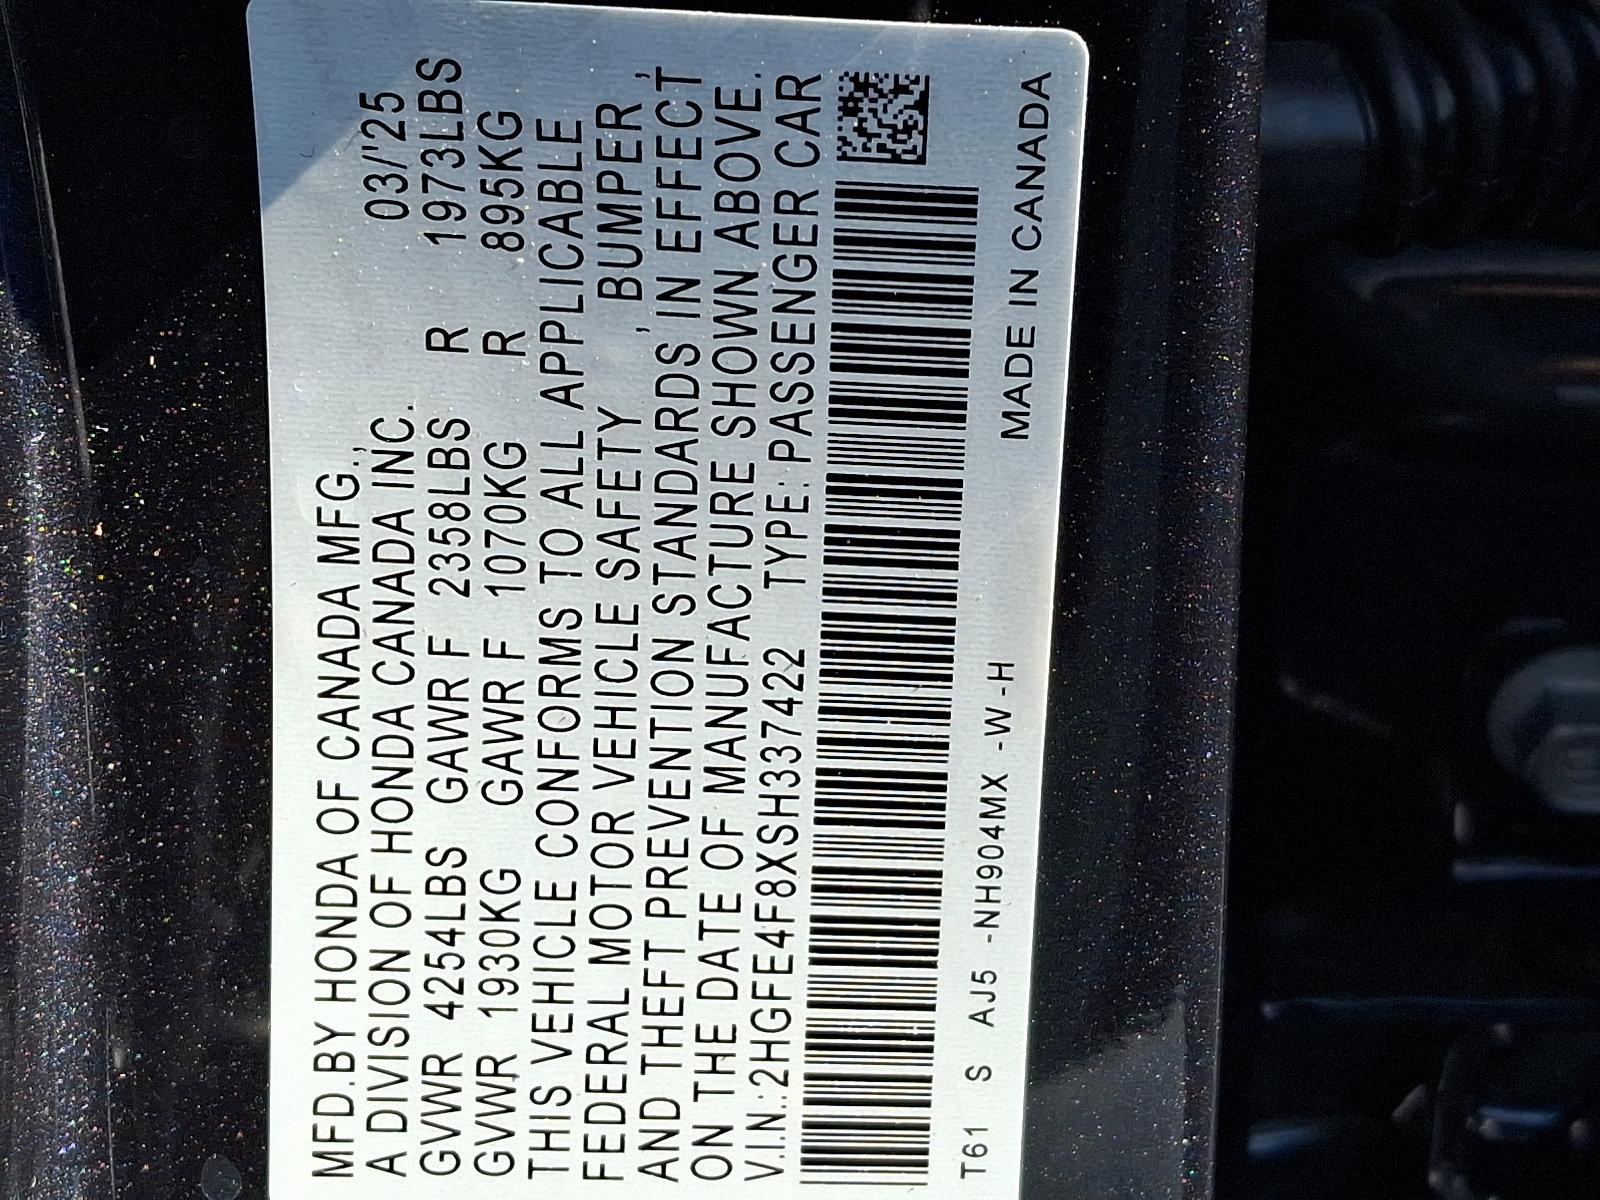 MFD.BY HONDA OF CANADA MFG.,
A DIVISION OF HONDA CANADA INC. 03/'25
GVWR 4254LBS GAWR F 2358LBS R 1973LBS
GVWR 1930KG GAWR F 1070KG R 895KG
THIS VEHICLE CONFORMS TO ALL APPLICABLE
FEDERAL MOTOR VEHICLE SAFETY , BUMPER ,
AND THEFT PREVENTION STANDARDS IN EFFECT
ON THE DATE OF MANUFACTURE SHOWN ABOVE.
V.I.N.:2HGFE4F8XSH337422 TYPE:PASSENGER CAR
T61 S AJ5 -NH904MX -W -H MADE IN CANADA